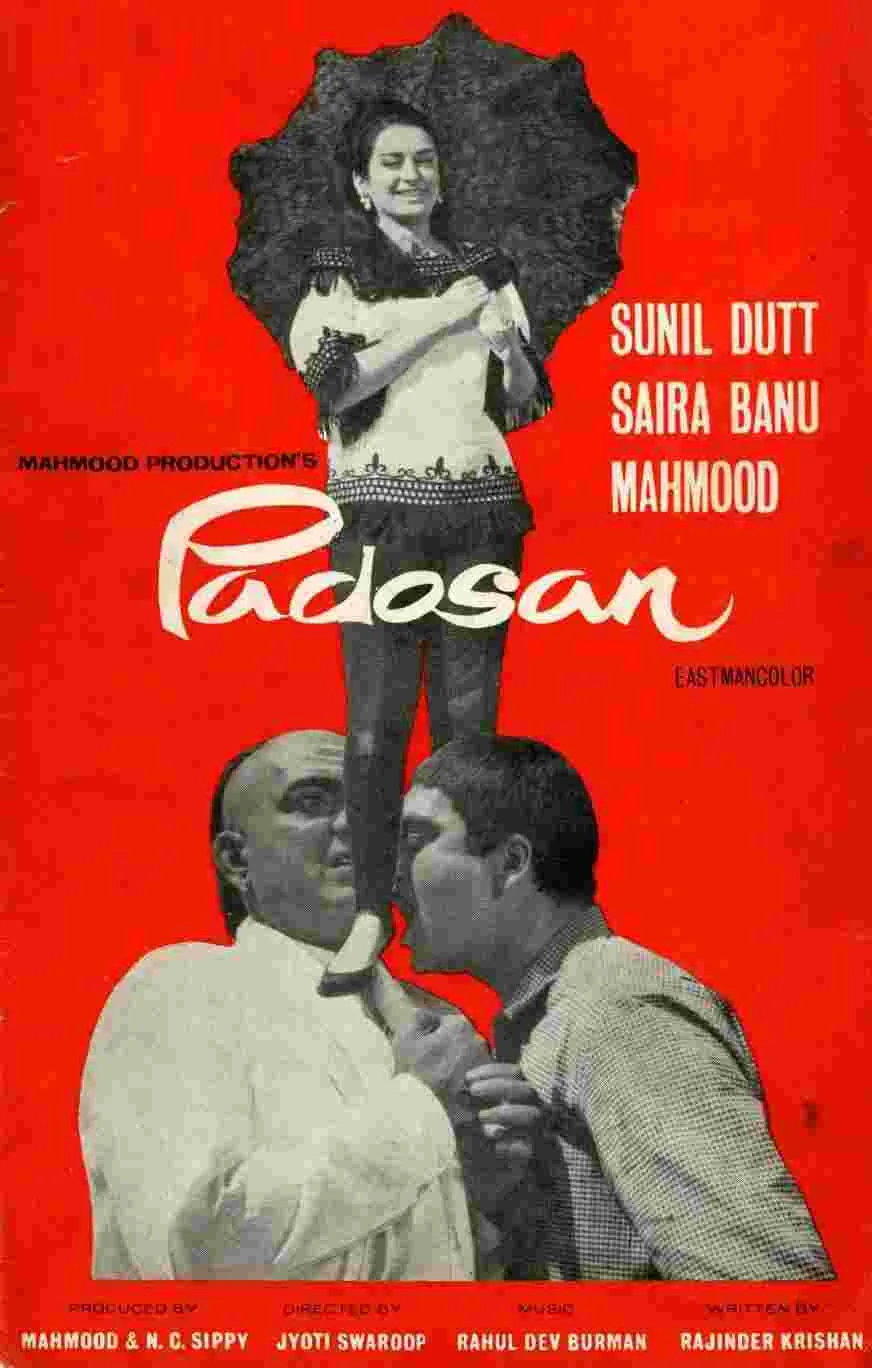 SUNIL DUTT
SAIRA BANU
MAHMOOD
MAHMOOD PRODUCTION'S
Padosan
EASTMANCOLOR
PRODUCED BY
MAHMOOD & N. C. SIPPY
DIRECTED BY
JYOTI SWAROOP
MUSIC
RAHUL DEV BURMAN
WRITTEN BY
RAJINDER KRISHAN